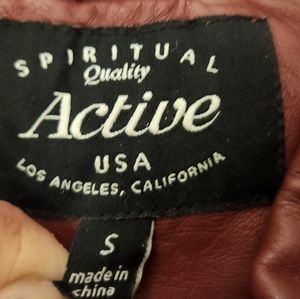 SPIRITUAL
Quality
Active
USA
LOS ANGELES, CALIFORNIA
S
made in
china